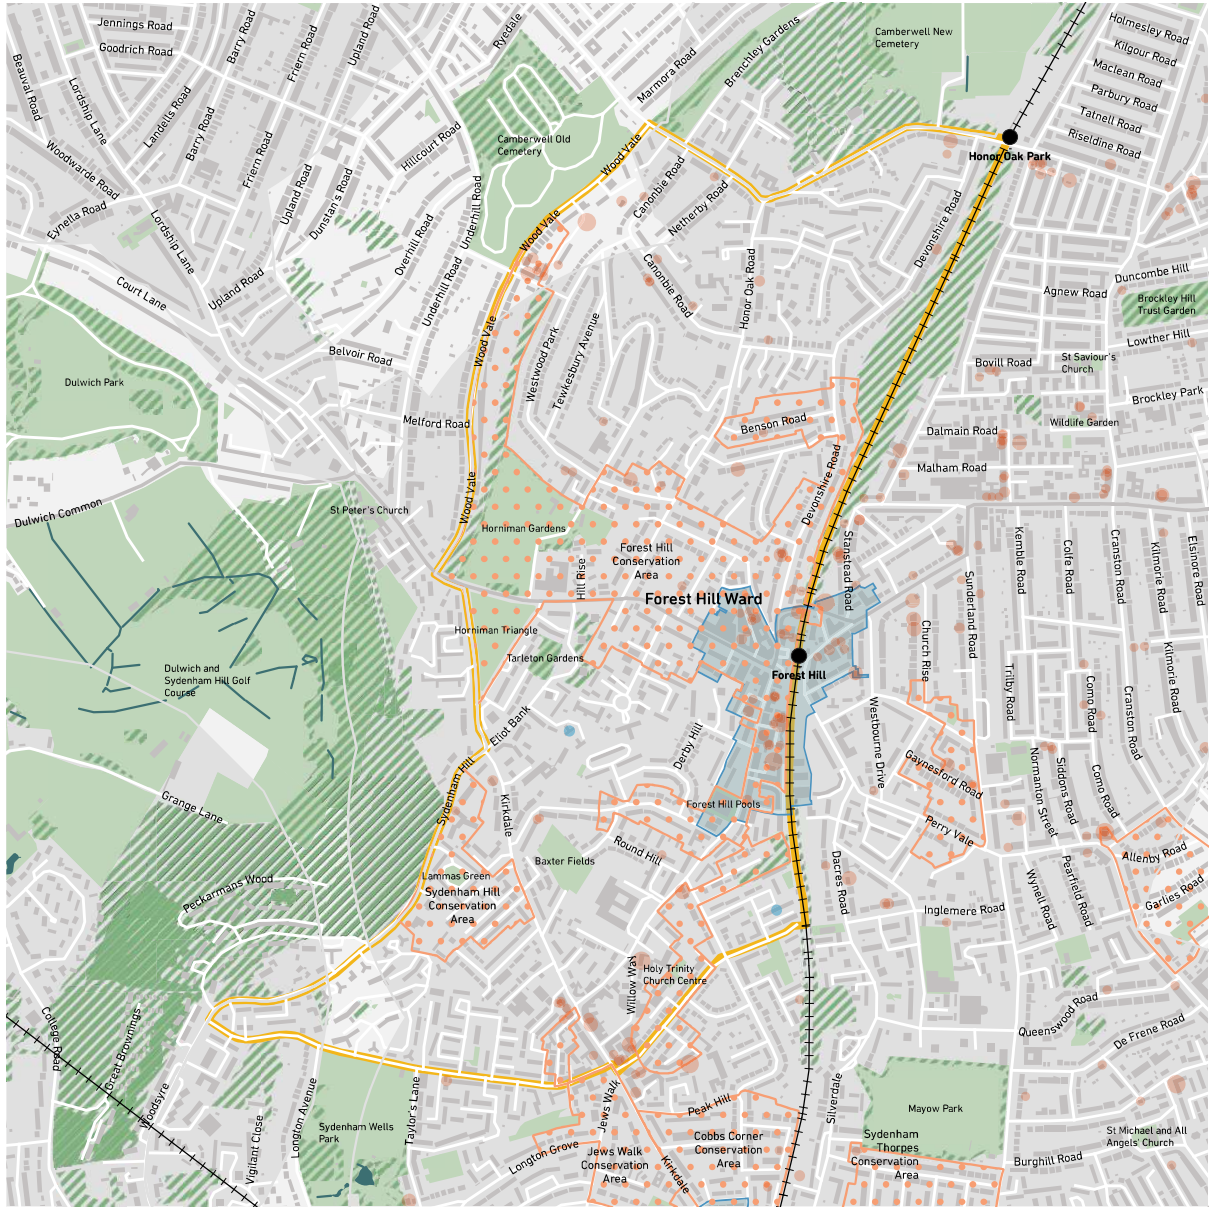 Jennings Road
Goodrich Road
Barry Road
Friern Road
Upland Road
Ryedale
Marmora Road
Brenchley Gardens
Camberwell New
Cemetery
Holmesley Road
Kilgour Road
Maclean Road
Parbury Road
Tatnell Road
Riseldine Road
Beauval Road
Lordship Lane
Landells Road
Barry Road
Friern Road
Hillcourt Road
Camberwell Old
Cemetery
Wood Vale
Honor Oak Park
Woodwarde Road
Eynella Road
Lordship Lane
Upland Road
Dunstan's Road
Overhill Road
Underhill Road
Wood Vale
Canonbie Road
Netherby Road
Devonshire Road
Court Lane
Upland Road
Underhill Road
Canonbie Road
Honor Oak Road
Duncombe Hill
Agnew Road
Brockley Hill
Trust Garden
Lowther Hill
Belvoir Road
Wood Vale
Westwood Park
Tewkesbury Avenue
Bovill Road
St Saviour's
Church
Dulwich Park
Brockley Park
Melford Road
Benson Road
Dalmain Road
Wildlife Garden
Malham Road
Dulwich Common
St Peter's Church
Wood Vale
Devonshire Road
Horniman Gardens
Forest Hill
Conservation
Area
Hill Rise
Stanstead Road
Kemble Road
Colfe Road
Cranston Road
Kilmorie Road
Elsinore Road
Forest Hill Ward
Sunderland Road
Church Rise
Horniman Triangle
Tarleton Gardens
Forest Hill
Dulwich and
Sydenham Hill Golf
Course
Trilby Road
Como Road
Cranston Road
Kilmorie Road
Eliot Bank
Derby Hill
Westbourne Drive
Gaynesford Road
Sydenham Hill
Kirkdale
Normanton Street
Siddons Road
Como Road
Grange Lane
Forest Hill Pools
Perry Vale
Round Hill
Baxter Fields
Allenby Road
Lammas Green
Sydenham Hill
Conservation
Area
Peckarmans Wood
Dacres Road
Inglemere Road
Wynell Road
Pearfield Road
Garlies Road
Willow Way
Holy Trinity
Church Centre
College Road
Great Brownings
Queenswood Road
De Frene Road
Woodsyre
Vigilant Close
Longton Avenue
Sydenham Wells
Park
Taylor's Lane
Jews Walk
Peak Hill
Silverdale
Mayow Park
Longton Grove
Jews Walk
Conservation
Area
Kirkdale
Cobbs Corner
Conservation
Area
Sydenham
Thorpes
Conservation
Area
St Michael and All
Angels' Church
Burghill Road